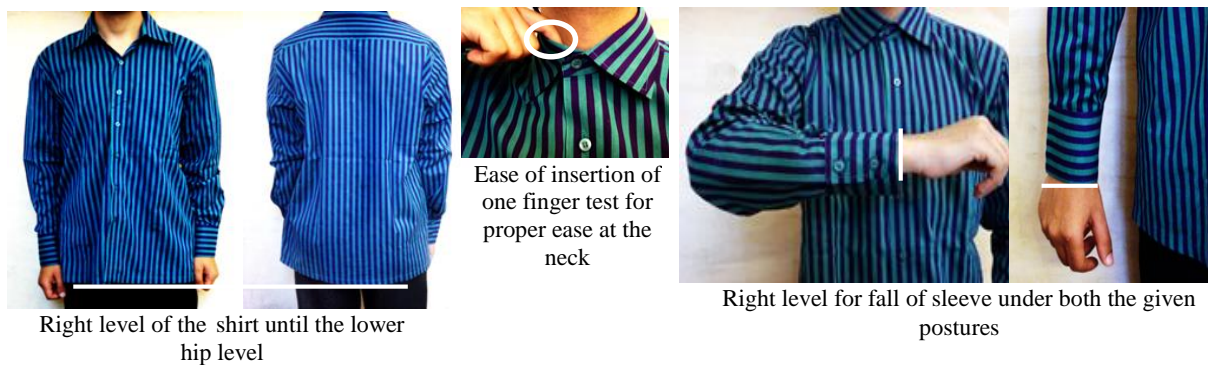 Right level of the shirt until the lower
hip level
Ease of insertion of
one finger test for
proper ease at the
neck
Right level for fall of sleeve under both the given
postures